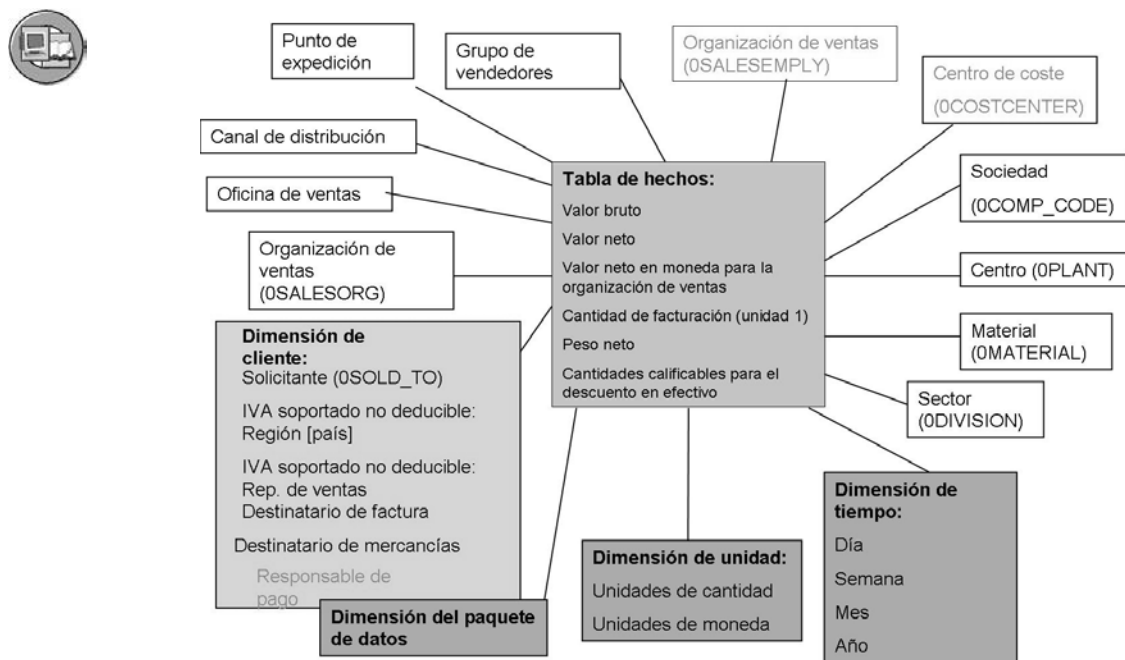 Punto de
expedición
Grupo de
vendedores
Organización de ventas
(0SALESEMPLY)
Centro de coste
(0COSTCENTER)
Canal de distribución
Oficina de ventas
Organización de
ventas
(0SALESORG)
Tabla de hechos:
Valor bruto
Valor neto
Valor neto en moneda para la
organización de ventas
Cantidad de facturación (unidad 1)
Peso neto
Cantidades calificables para el
descuento en efectivo
Sociedad
(0COMP_CODE)
Centro (0PLANT)
Material
(0MATERIAL)
Sector
(0DIVISION)
Dimensión de
cliente:
Solicitante (0SOLD_TO)
IVA soportado no deducible:
Región [país]
IVA soportado no deducible:
Rep. de ventas
Destinatario de factura
Destinatario de mercancías
Responsable de
pago
Dimensión del paquete
de datos
Dimensión de unidad:
Unidades de cantidad
Unidades de moneda
Dimensión de
tiempo:
Día
Semana
Mes
Año